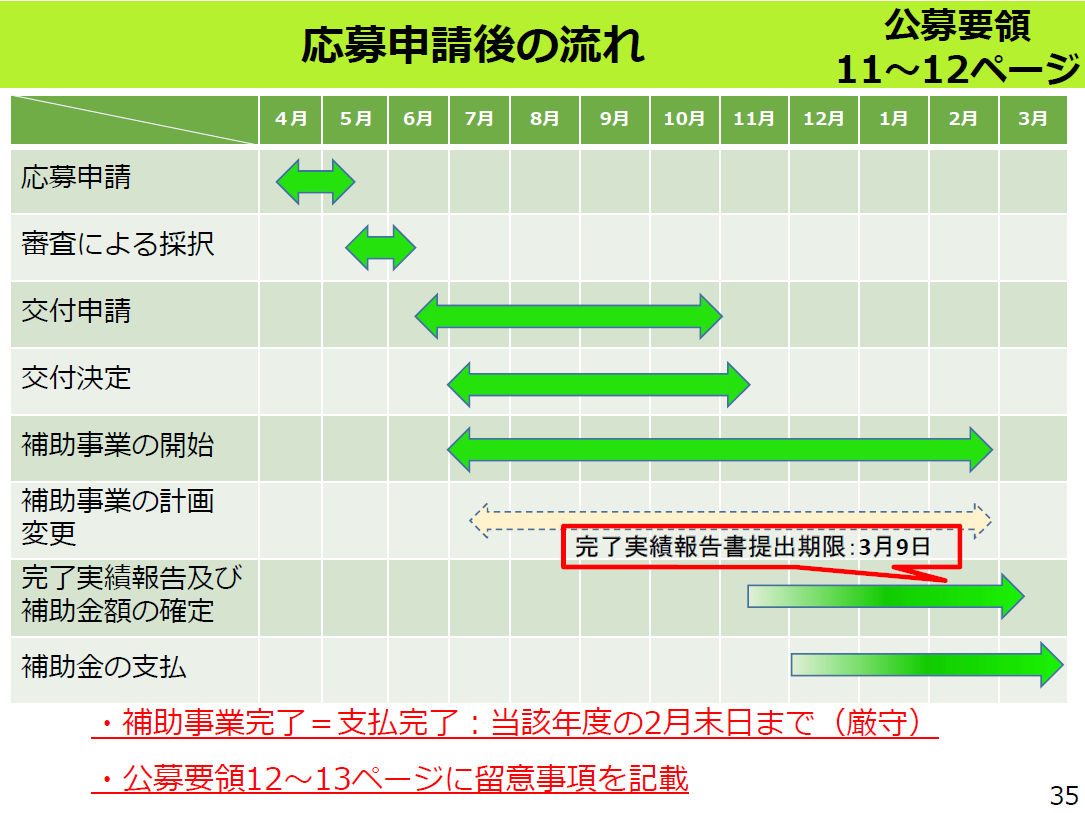 応募申請後の流れ
公募要領
11～12ページ
4月 5月 6月 7月 8月 9月 10月 11月 12月 1月 2月 3月
応募申請
審査による採択
交付申請
交付決定
補助事業の開始
補助事業の計画
変更
完了実績報告書提出期限：3月9日
完了実績報告及び
補助金額の確定
補助金の支払
・補助事業完了＝支払完了：当該年度の2月末日まで（厳守）
・公募要領12～13ページに留意事項を記載
35